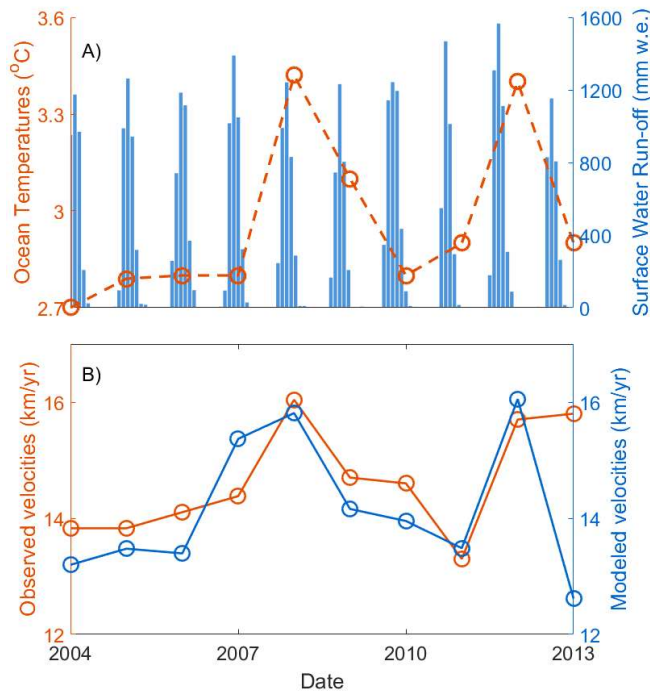 3.6
1600
A)
3.3
1200
Ocean Temperatures (°C)
Surface Water Run-off (mm w.e.)
800
3
400
2.7
0
B)
16
16
Observed velocities (km/yr)
Modeled velocities (km/yr)
14
14
12
12
2004
2007
2010
2013
Date